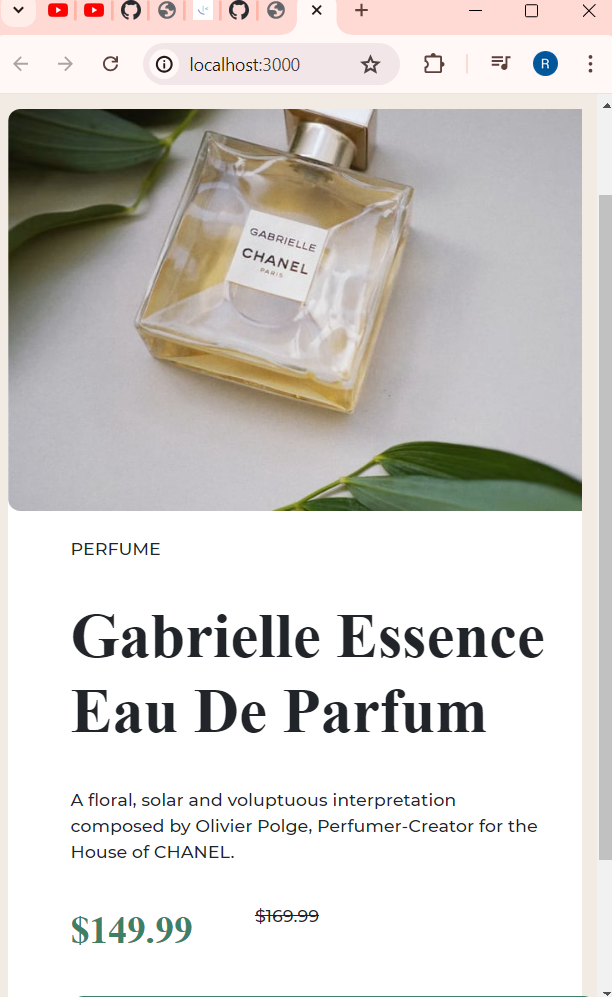 localhost:3000
R
GABRIELLE
CHANEL
PARIS
PERFUME
Gabrielle Essence
Eau De Parfum
A floral, solar and voluptuous interpretation
composed by Olivier Polge, Perfumer-Creator for the
House of CHANEL.
$149.99
$169.99